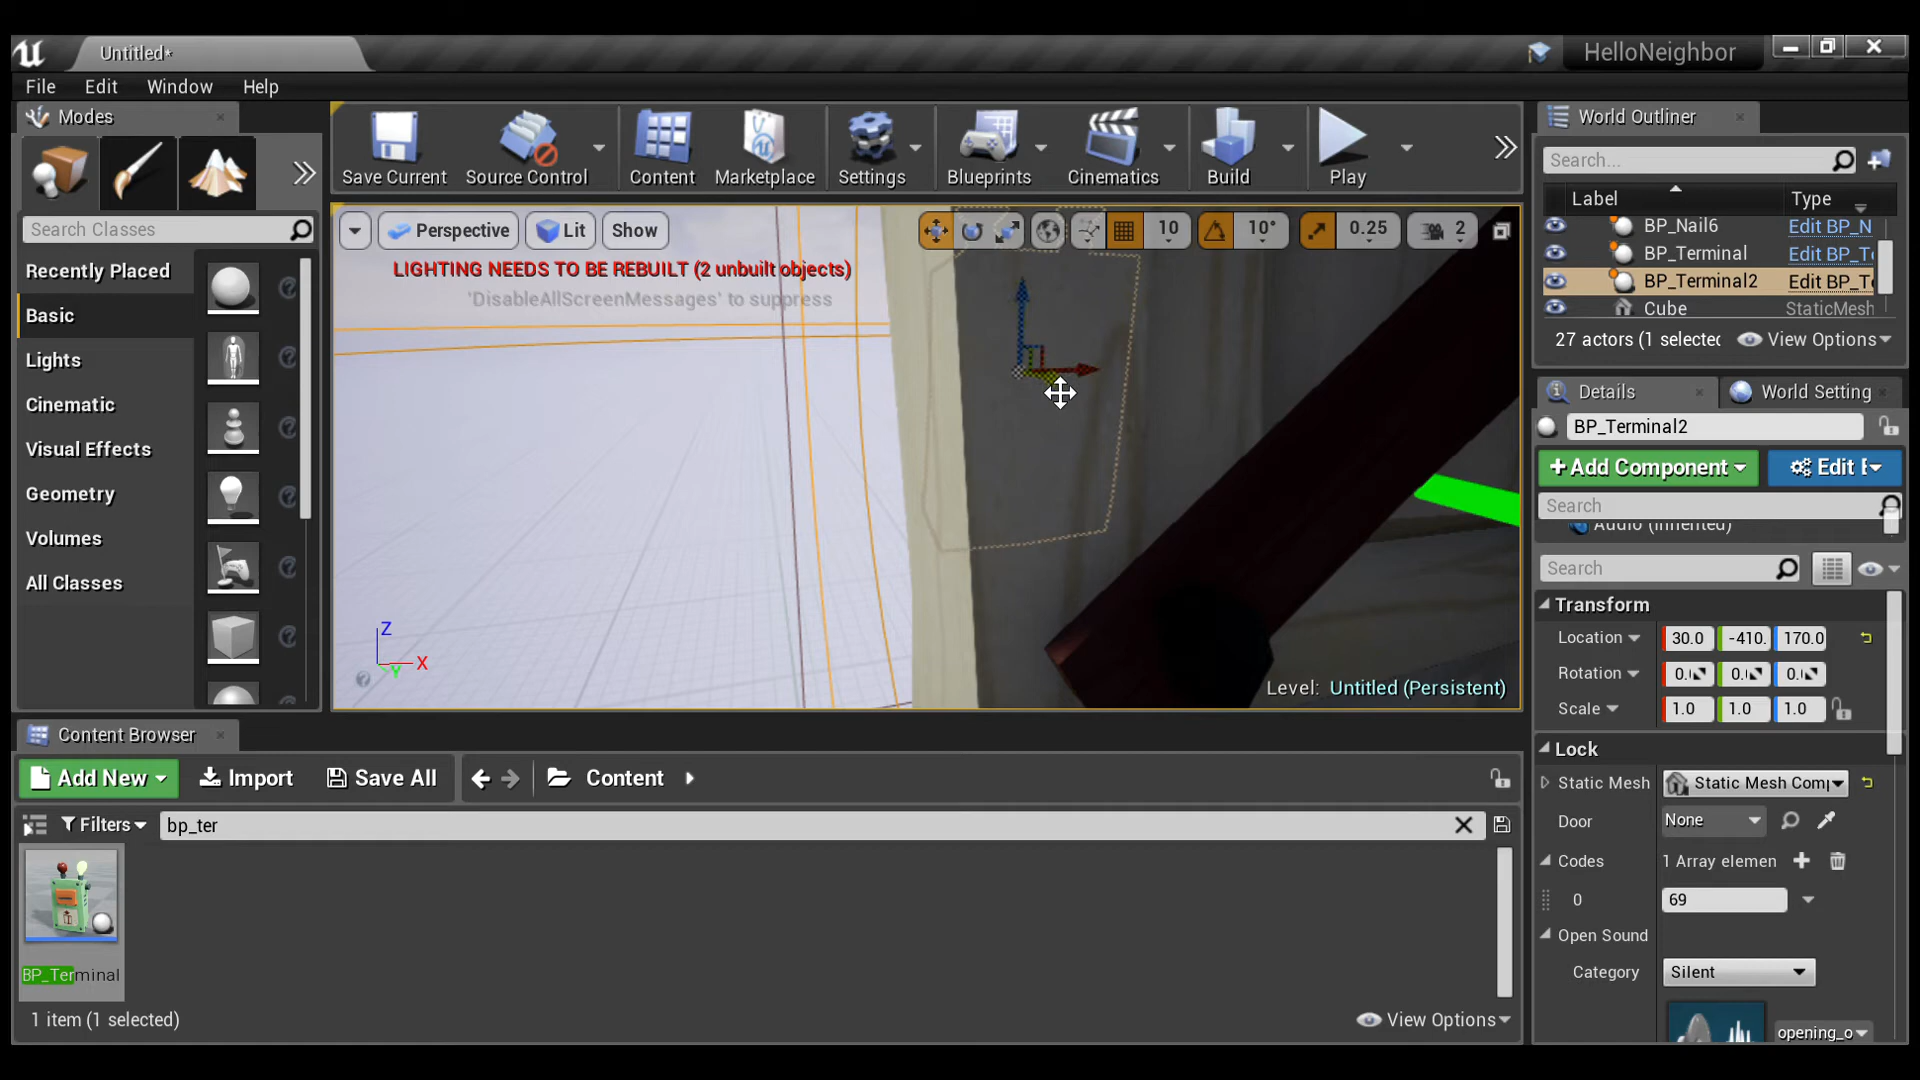 Untitled*
HelloNeighbor
File Edit Window Help
Modes
Search Classes
Recently Placed
Basic
Lights
Cinematic
Visual Effects
Geometry
Volumes
All Classes
Save Current
Source Control
Content
Marketplace
Settings
Blueprints
Cinematics
Build
Play
Perspective
Lit
Show
10
10°
0.25
2
LIGHTING NEEDS TO BE REBUILT (2 unbuilt objects)
'DisableAllScreenMessages' to suppress
Z
X
Y
Level: Untitled (Persistent)
World Outliner
Search...
Label Type
BP_Nail6 Edit BP_N
BP_Terminal Edit BP_T
BP_Terminal2 Edit BP_T
Cube StaticMesh
27 actors (1 selectec View Options
Details
World Setting
BP_Terminal2
+Add Component
Edit
Search
Audio (Inherited)
Search
Transform
Location 30.0 -410. 170.0
Rotation 0. 0. 0.
Scale 1.0 1.0 1.0
Lock
Static Mesh Static Mesh Comp
Door None
Codes 1 Array elemen
0 69
Open Sound
Category Silent
opening_o
Content Browser
Add New
Import
Save All
Content
Filters
bp_ter
BP_Terminal
1 item (1 selected)
View Options